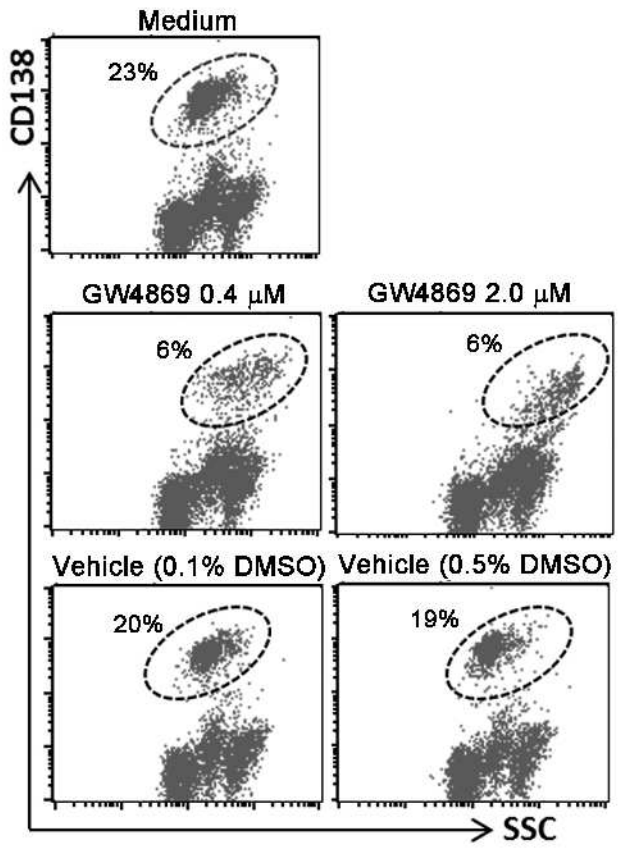 Medium
CD138
23%
GW4869 0.4 μM
GW4869 2.0 μM
6%
6%
Vehicle (0.1% DMSO)
Vehicle (0.5% DMSO)
20%
19%
SSC